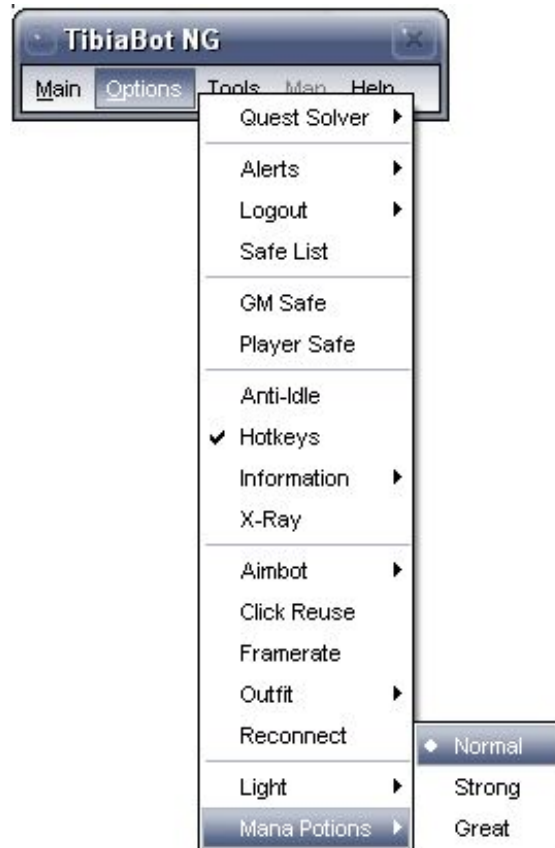 TibiaBot NG
Main Options Tools Map Help
Quest Solver
Alerts
Logout
Safe List
GM Safe
Player Safe
Anti-Idle
Hotkeys
Information
X-Ray
Aimbot
Click Reuse
Framerate
Outfit
Reconnect
Light
Mana Potions
Normal
Strong
Great